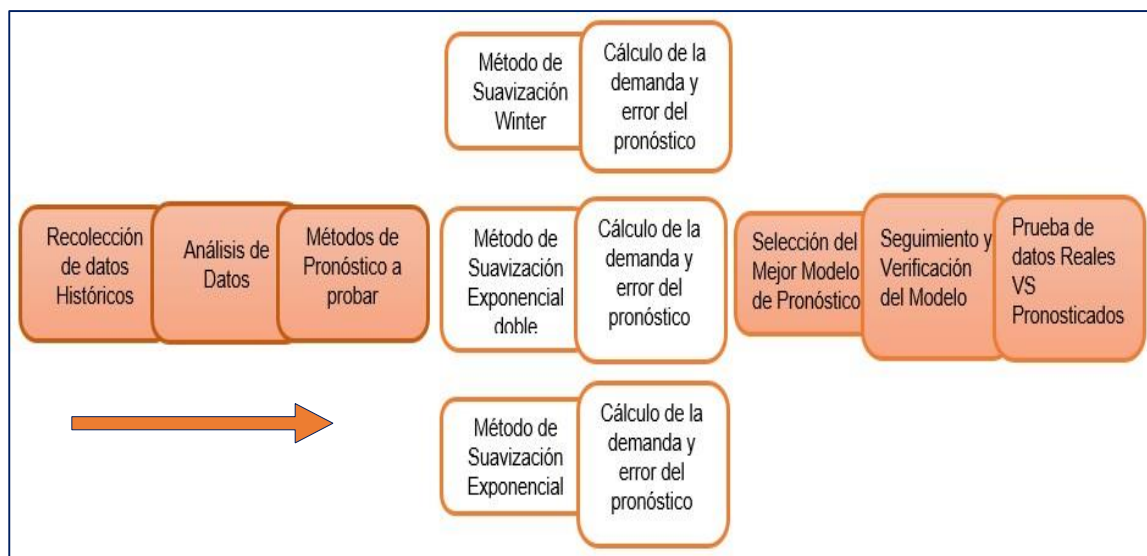 Recolección
de datos
Históricos
Análisis de
Datos
Métodos de
Pronóstico a
probar
Método de
Suavización
Winter
Cálculo de la
demanda y
error del
pronóstico
Método de
Suavización
Exponencial
doble
Cálculo de la
demanda y
error del
pronóstico
Método de
Suavización
Exponencial
Cálculo de la
demanda y
error del
pronóstico
Selección del
Mejor Modelo
de Pronóstico
Seguimiento y
Verificación
del Modelo
Prueba de
datos Reales
VS
Pronosticados